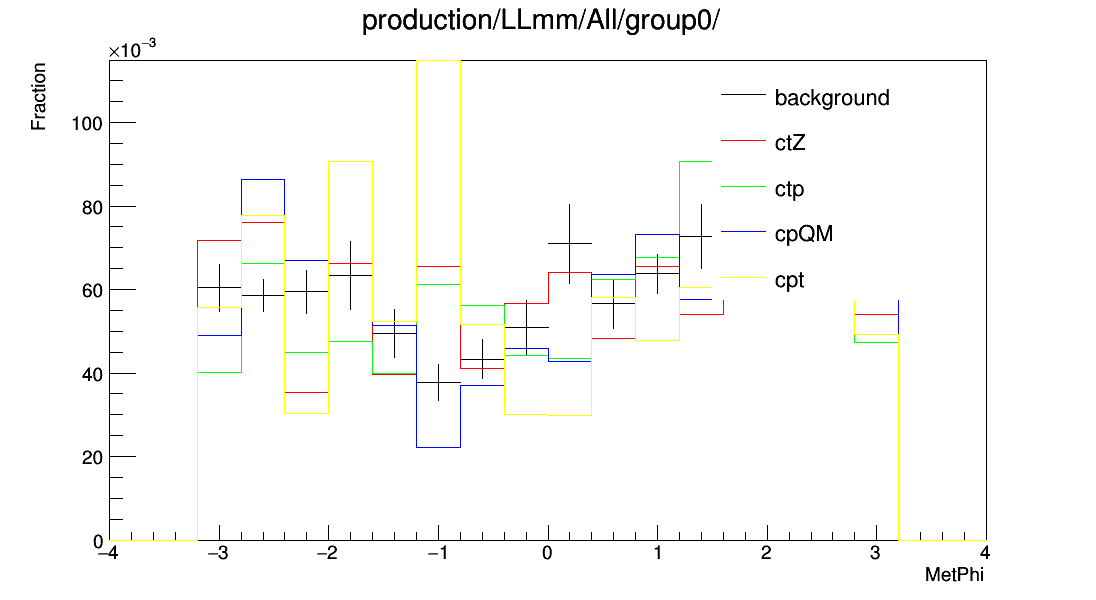 production/LLmm/All/group0/
×10⁻³
Fraction
100
80
60
40
20
0
−4 −3 −2 −1 0 1 2 3 4
MetPhi
background
ctZ
ctp
cpQM
cpt